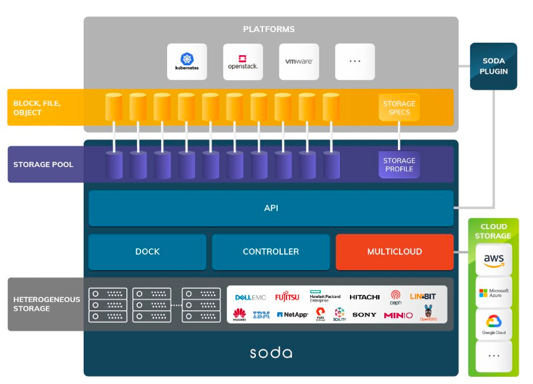 PLATFORMS
kubernetes
openstack.
vmware
...
SODA
PLUGIN
BLOCK, FILE,
OBJECT
STORAGE
SPECS
STORAGE POOL
STORAGE
PROFILE
API
CLOUD
STORAGE
DOCK
CONTROLLER
MULTICLOUD
aws
Microsoft
Azure
Google Cloud
...
HETEROGENEOUS
STORAGE
DELLEMC
FUJITSU
Hewlett Packard
Enterprise
HITACHI
ceph
LINBIT
HUAWEI
IBM
NetApp
PURE
SCALITY
SONY
MINIO
OpenEBS
soda